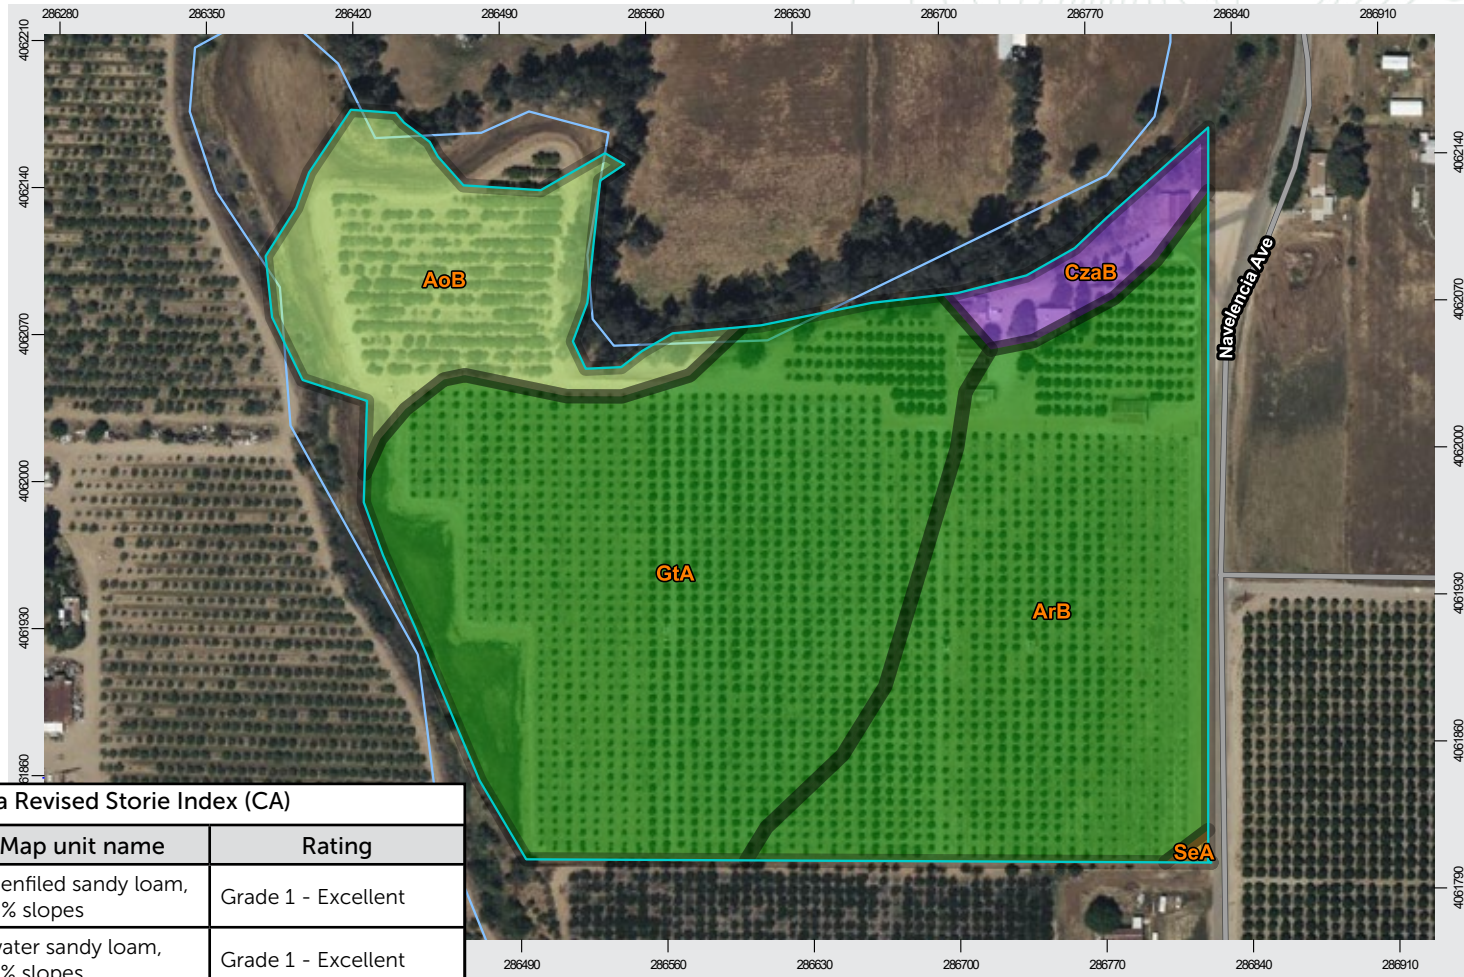 286280 286350 286420 286490 286560 286630 286700 286770 286840 286910
4062210
4062140
4062140
4062070
4062070
4062000
4062000
4061930
4061930
4061860
61860
4061790
AoB
CzaB
Navelencia Ave
GtA
ArB
SeA
a Revised Storie Index (CA)
Map unit name Rating
enfiled sandy loam, Grade 1 - Excellent
% slopes
ater sandy loam, Grade 1 - Excellent
% slopes
286490 286560 286630 286700 286770 286840 286910